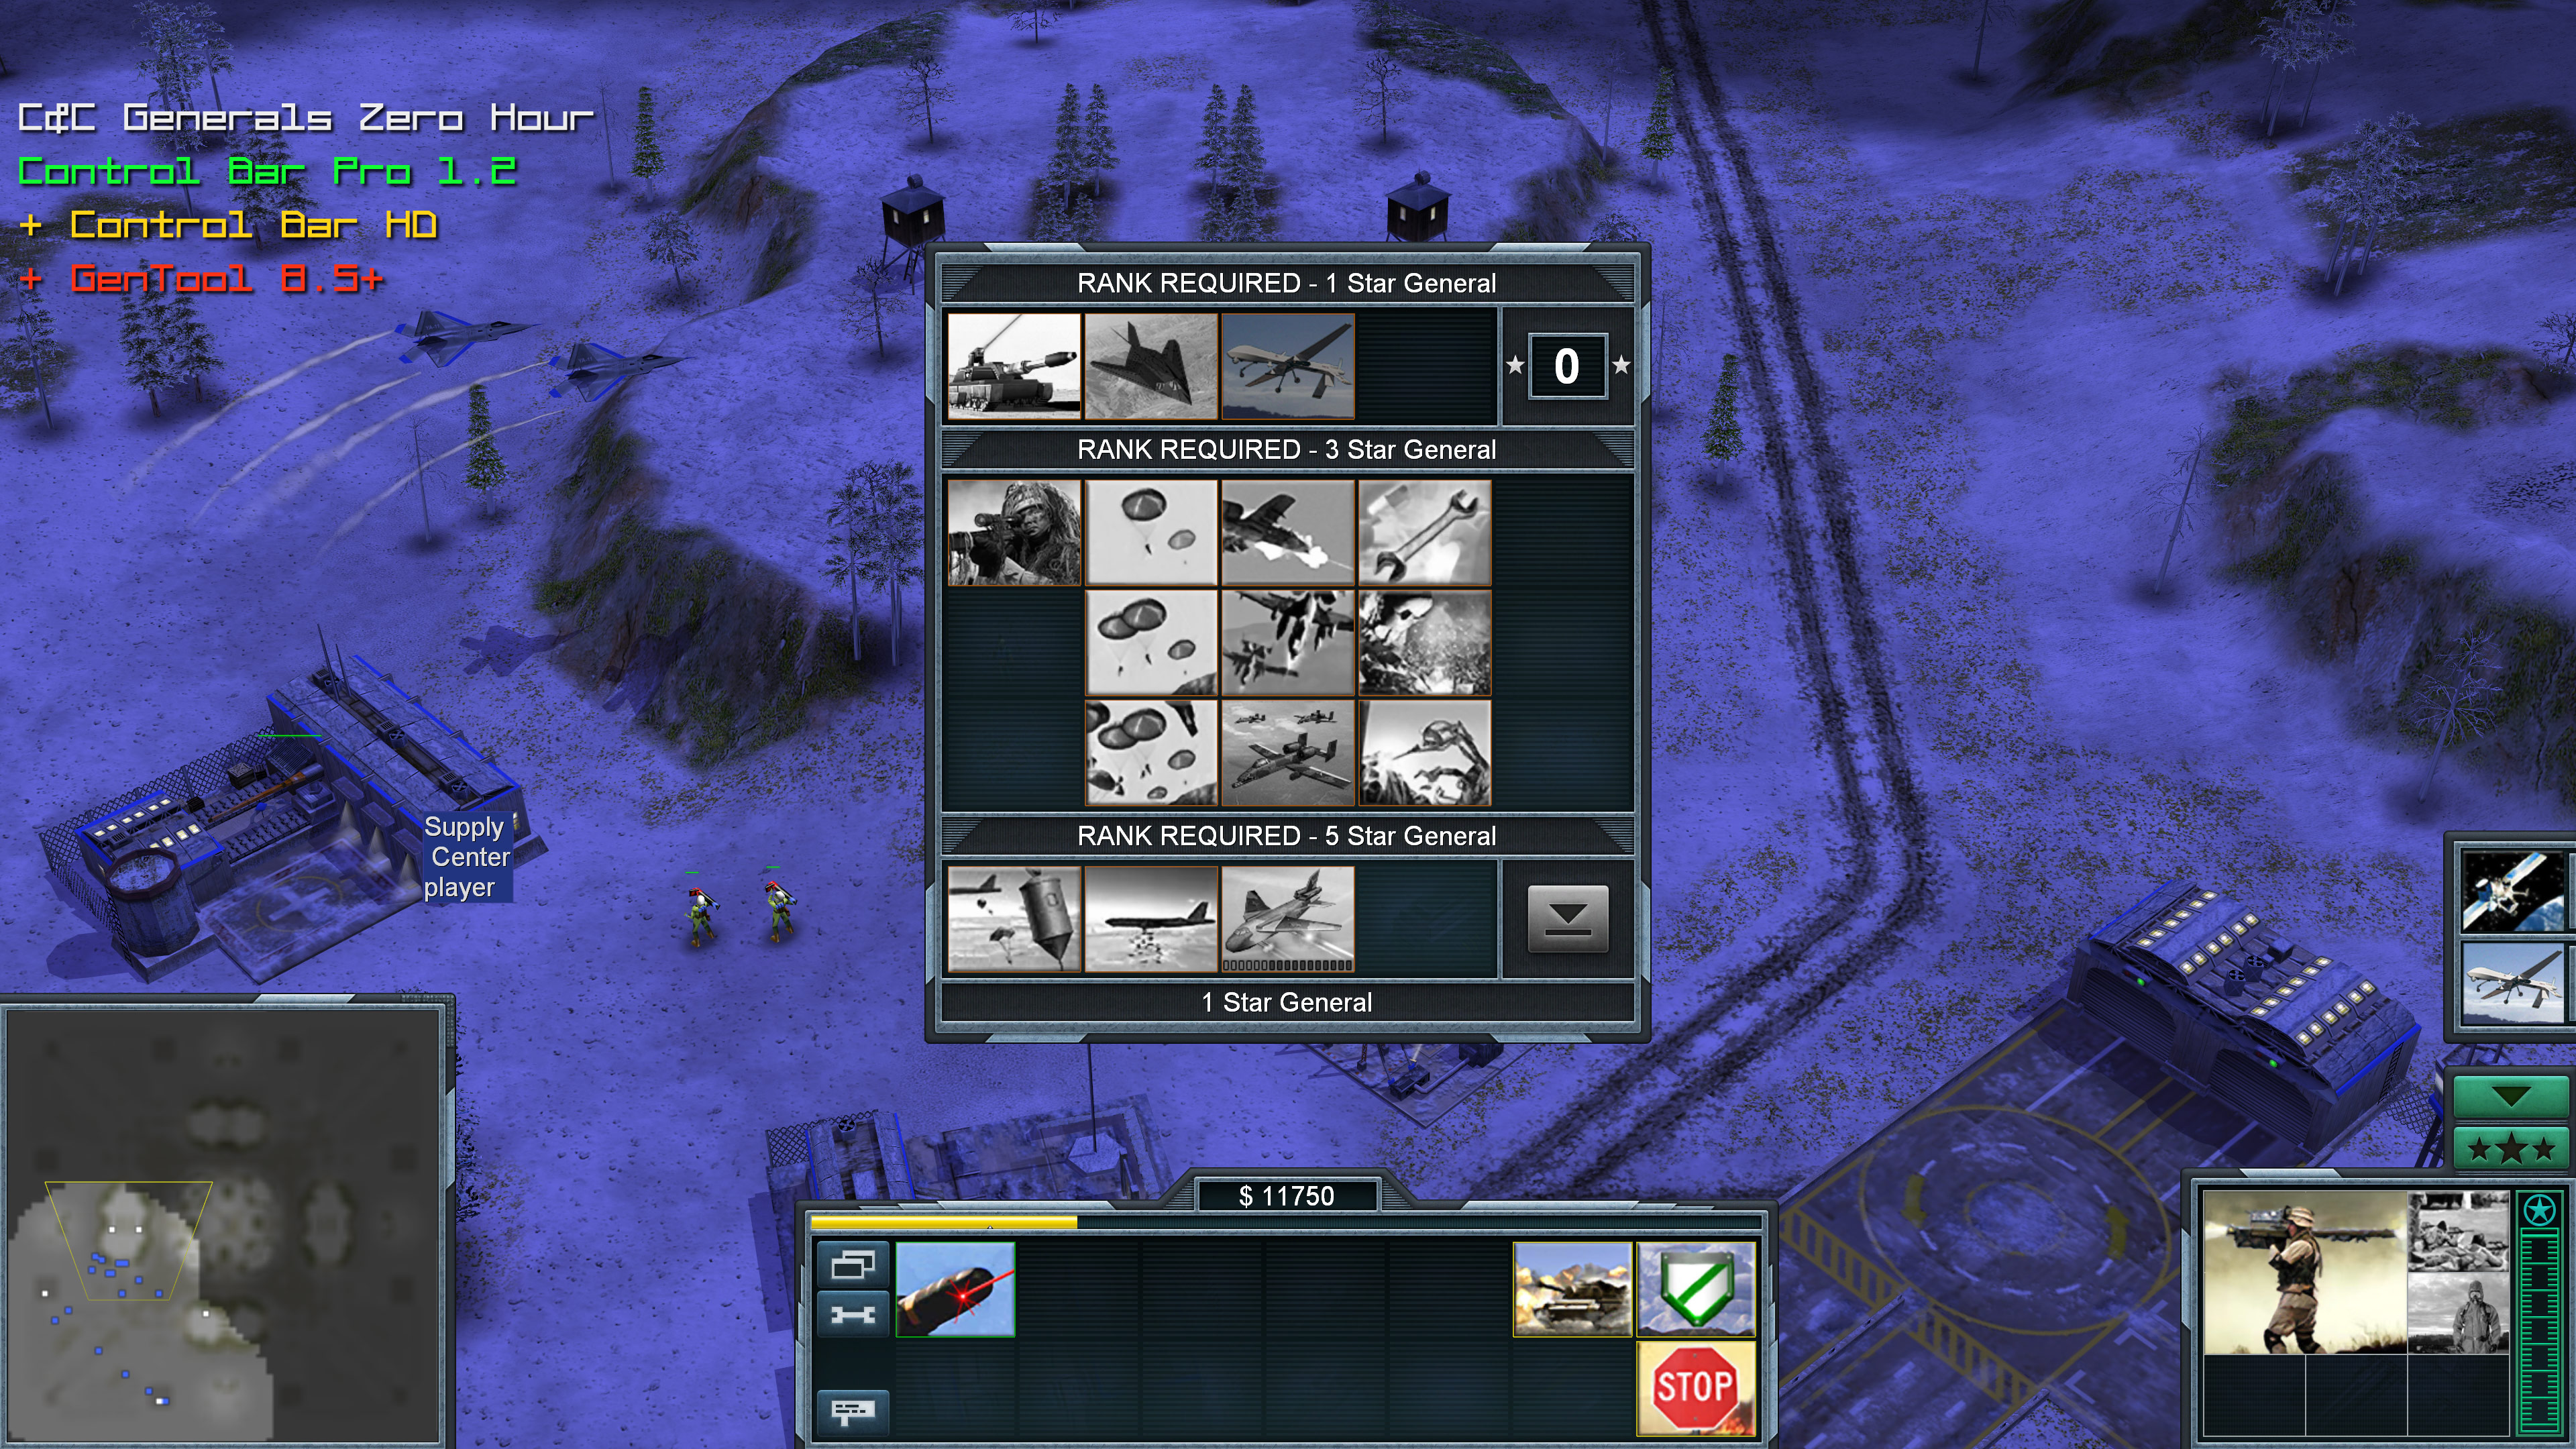 C&C Generals Zero Hour
Control Bar Pro 1.2
+ Control Bar HD
+ GenTool 8.5+
RANK REQUIRED - 1 Star General
0
RANK REQUIRED - 3 Star General
RANK REQUIRED - 5 Star General
1 Star General
Supply
Center
player
$ 11750
STOP